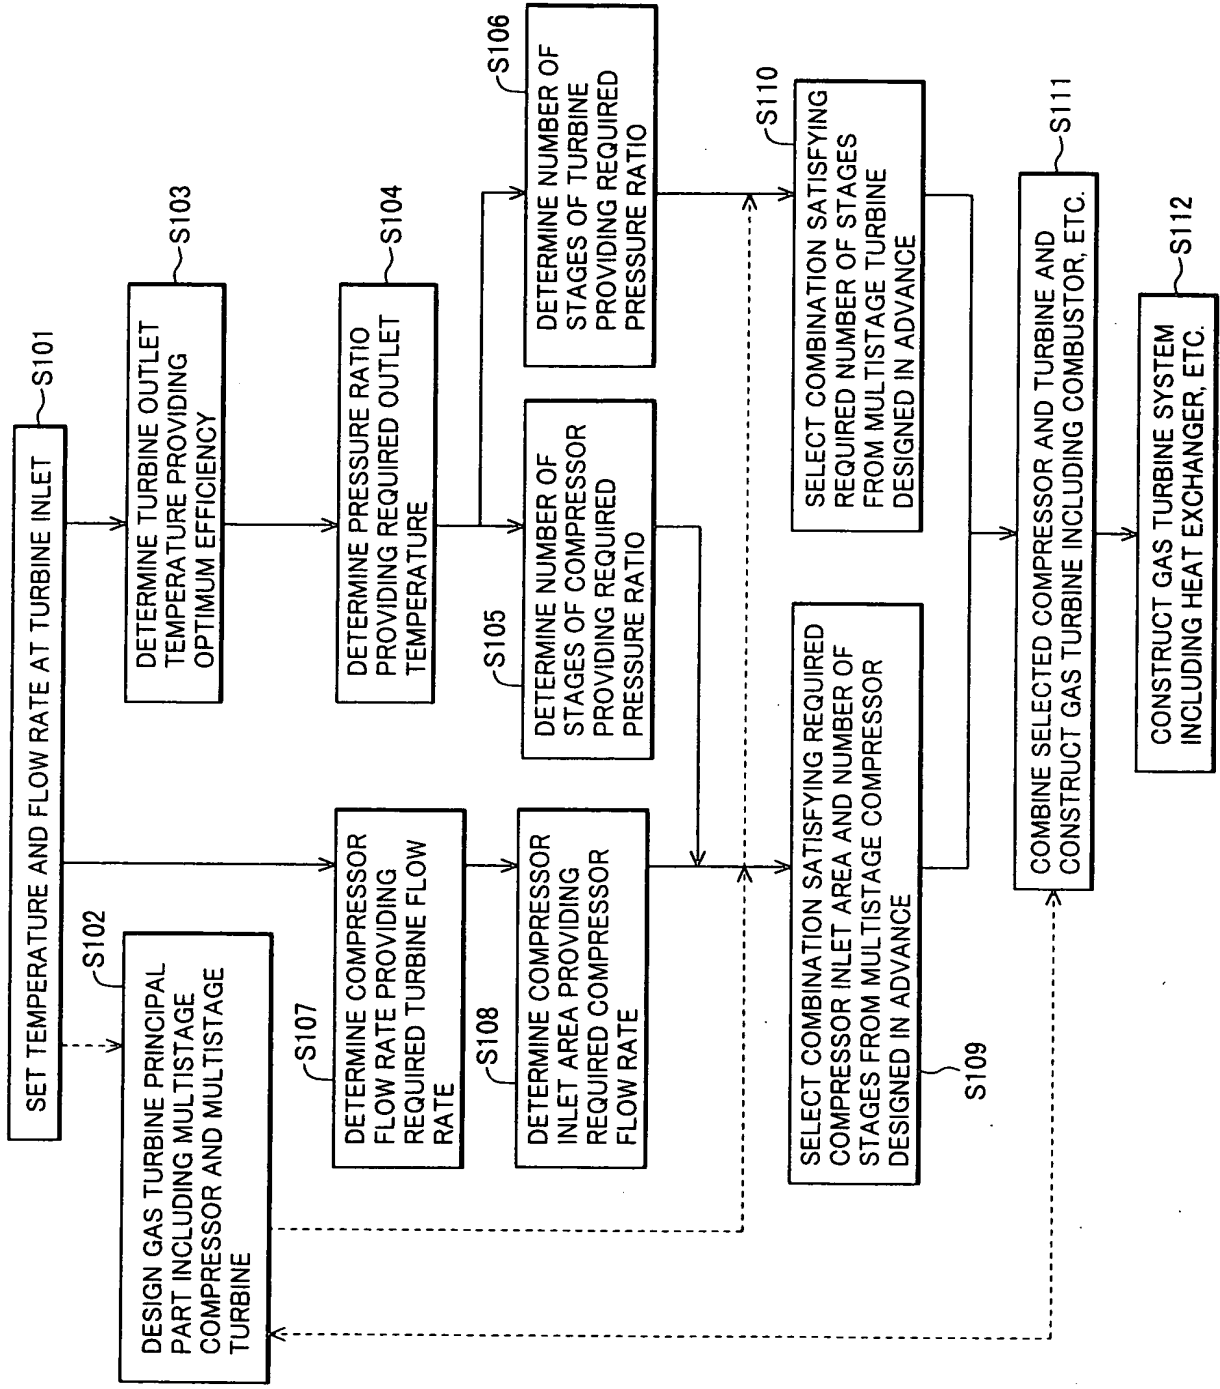 S101
SET TEMPERATURE AND FLOW RATE AT TURBINE INLET
S102
DESIGN GAS TURBINE PRINCIPAL
PART INCLUDING MULTISTAGE
COMPRESSOR AND MULTISTAGE
TURBINE
S103
DETERMINE TURBINE OUTLET
TEMPERATURE PROVIDING
OPTIMUM EFFICIENCY
S104
DETERMINE PRESSURE RATIO
PROVIDING REQUIRED OUTLET
TEMPERATURE
S107
DETERMINE COMPRESSOR
FLOW RATE PROVIDING
REQUIRED TURBINE FLOW
RATE
S108
DETERMINE COMPRESSOR
INLET AREA PROVIDING
REQUIRED COMPRESSOR
FLOW RATE
S105
DETERMINE NUMBER OF
STAGES OF COMPRESSOR
PROVIDING REQUIRED
PRESSURE RATIO
S106
DETERMINE NUMBER OF
STAGES OF TURBINE
PROVIDING REQUIRED
PRESSURE RATIO
SELECT COMBINATION SATISFYING REQUIRED
COMPRESSOR INLET AREA AND NUMBER OF
STAGES FROM MULTISTAGE COMPRESSOR
DESIGNED IN ADVANCE
S109
S110
SELECT COMBINATION SATISFYING
REQUIRED NUMBER OF STAGES
FROM MULTISTAGE TURBINE
DESIGNED IN ADVANCE
S111
COMBINE SELECTED COMPRESSOR AND TURBINE AND
CONSTRUCT GAS TURBINE INCLUDING COMBUSTOR, ETC.
S112
CONSTRUCT GAS TURBINE SYSTEM
INCLUDING HEAT EXCHANGER, ETC.